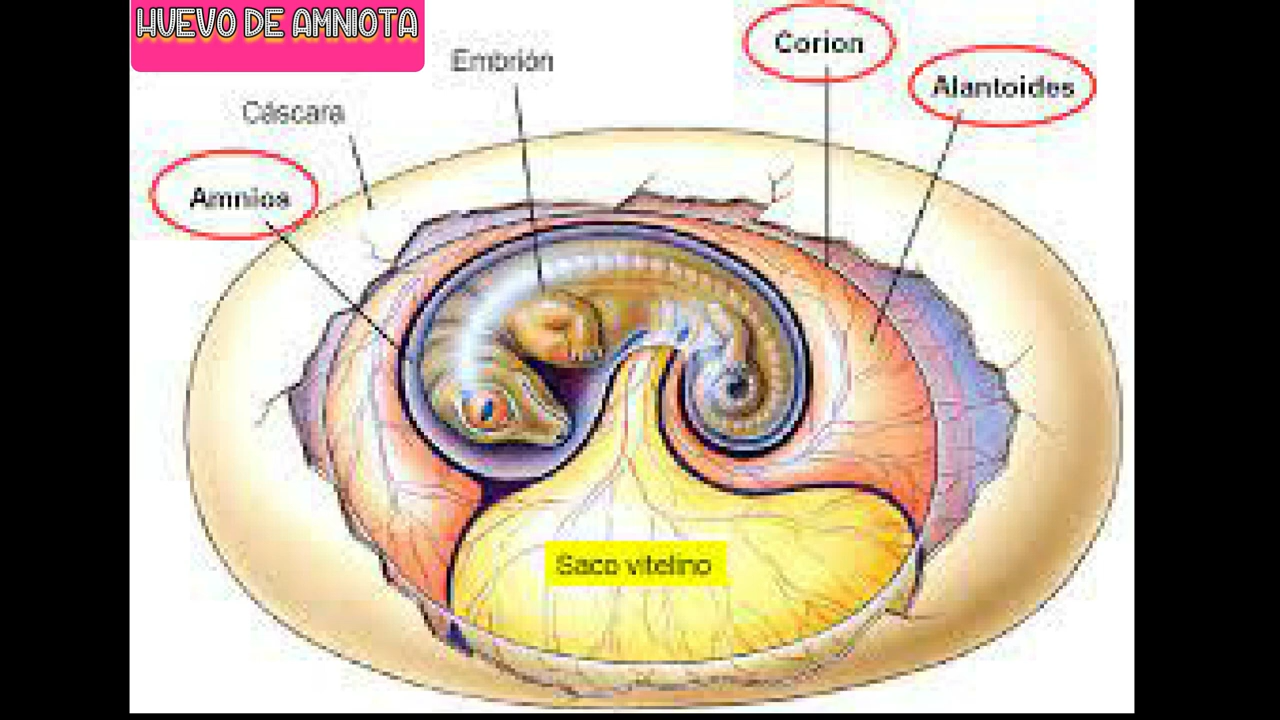 HUEVO DE AMNIOTA
Embrión
Corion
Alantoides
Cáscara
Amnios
Saco vitelino